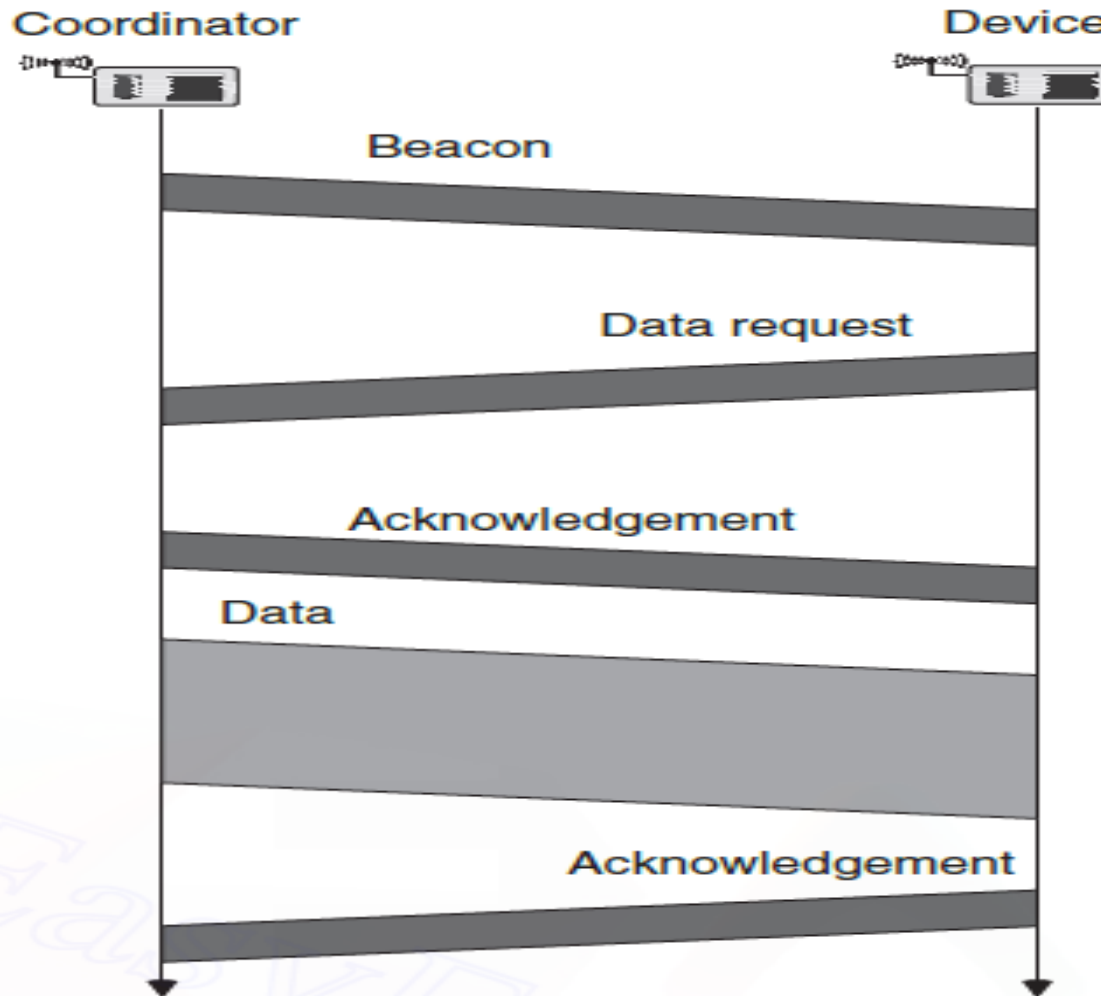 Coordinator
Device
Beacon
Data request
Acknowledgement
Data
Acknowledgement